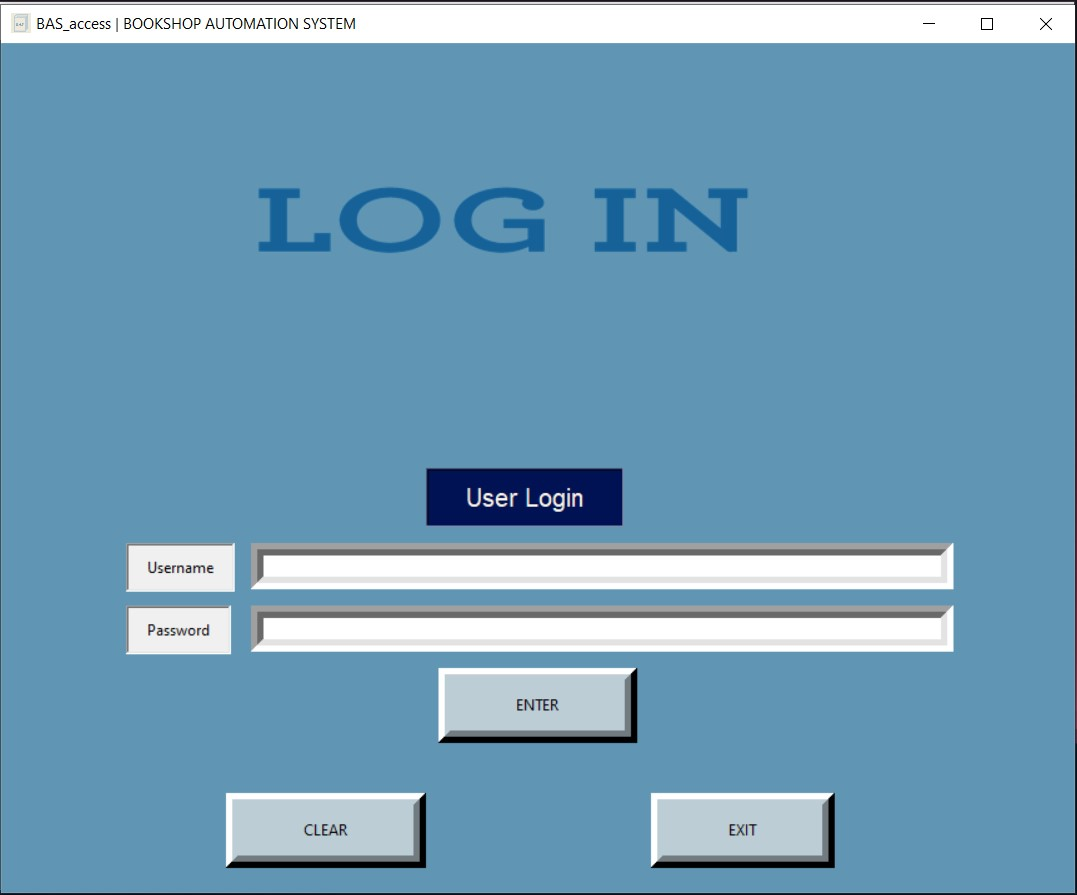 BAS_access | BOOKSHOP AUTOMATION SYSTEM
LOG IN
User Login
Username
Password
ENTER
CLEAR
EXIT